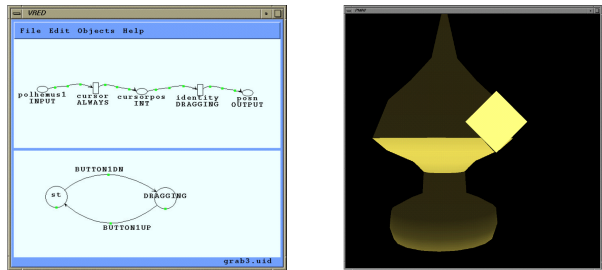 VRED
File Edit Objects Help
polhemus1 cursor cursorpos identity posn
INPUT ALWAYS INT DRAGGING OUTPUT
BUTTON1DN
st DRAGGING
BUTTON1UP
grab3.uid